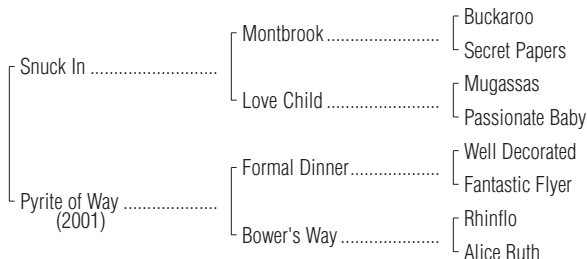 Buckaroo
Montbrook
Secret Papers
Snuck In
Mugassas
Love Child
Passionate Baby
Well Decorated
Formal Dinner
Fantastic Flyer
Pyrite of Way
(2001)
Rhinflo
Bower's Way
Alice Ruth